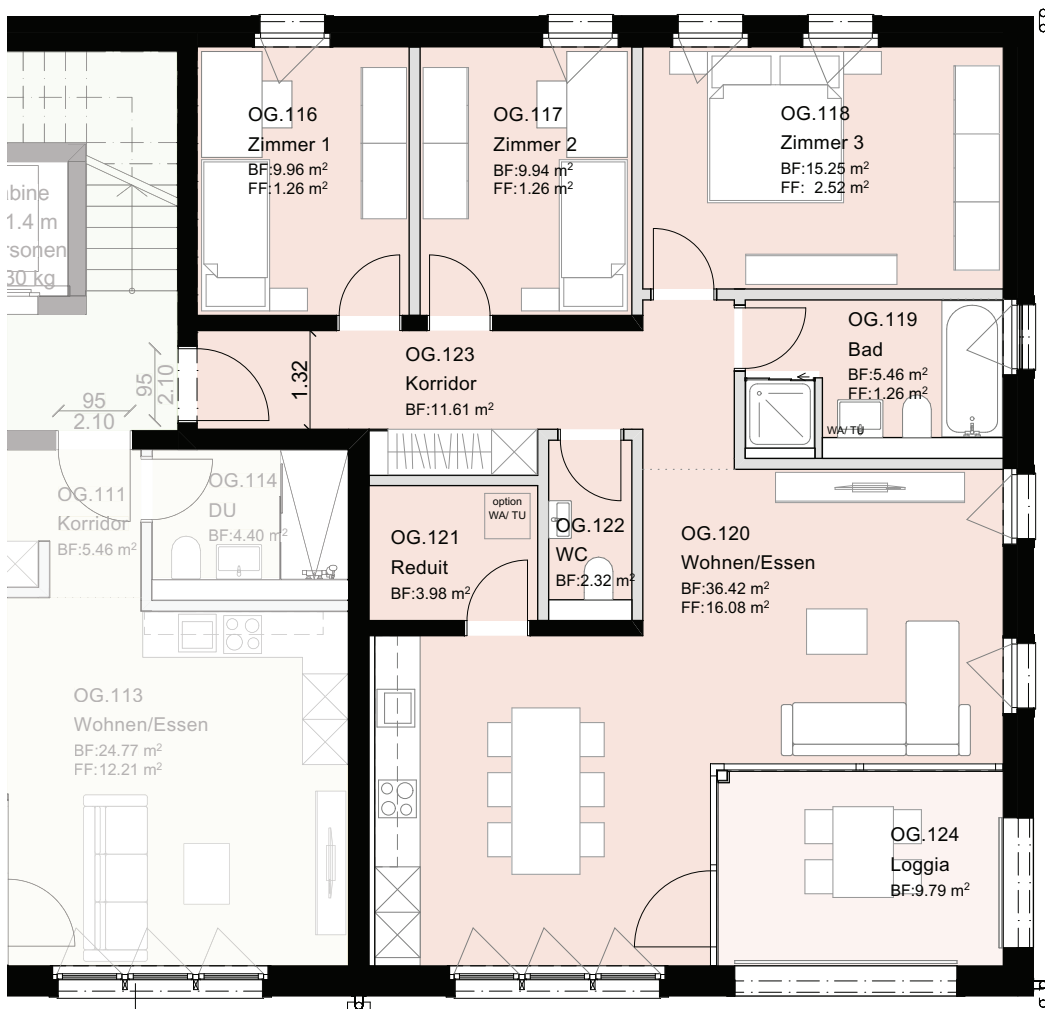 OG.116
Zimmer 1
BF:9.96 m²
FF:1.26 m²
OG.117
Zimmer 2
BF:9.94 m²
FF:1.26 m²
OG.118
Zimmer 3
BF:15.25 m²
FF: 2.52 m²
bine
1.4 m
rsonen
30 kg
OG.119
Bad
BF:5.46 m²
FF:1.26 m²
WA/ TU
OG.123
Korridor
BF:11.61 m²
1.32
95
2.10
95
2.10
OG.111
Korridor
BF:5.46 m²
OG.114
DU
BF:4.40 m²
option
WA/ TU
OG.121
Reduit
BF:3.98 m²
OG.122
WC
BF:2.32 m²
OG.120
Wohnen/Essen
BF:36.42 m²
FF:16.08 m²
OG.113
Wohnen/Essen
BF:24.77 m²
FF:12.21 m²
OG.124
Loggia
BF:9.79 m²